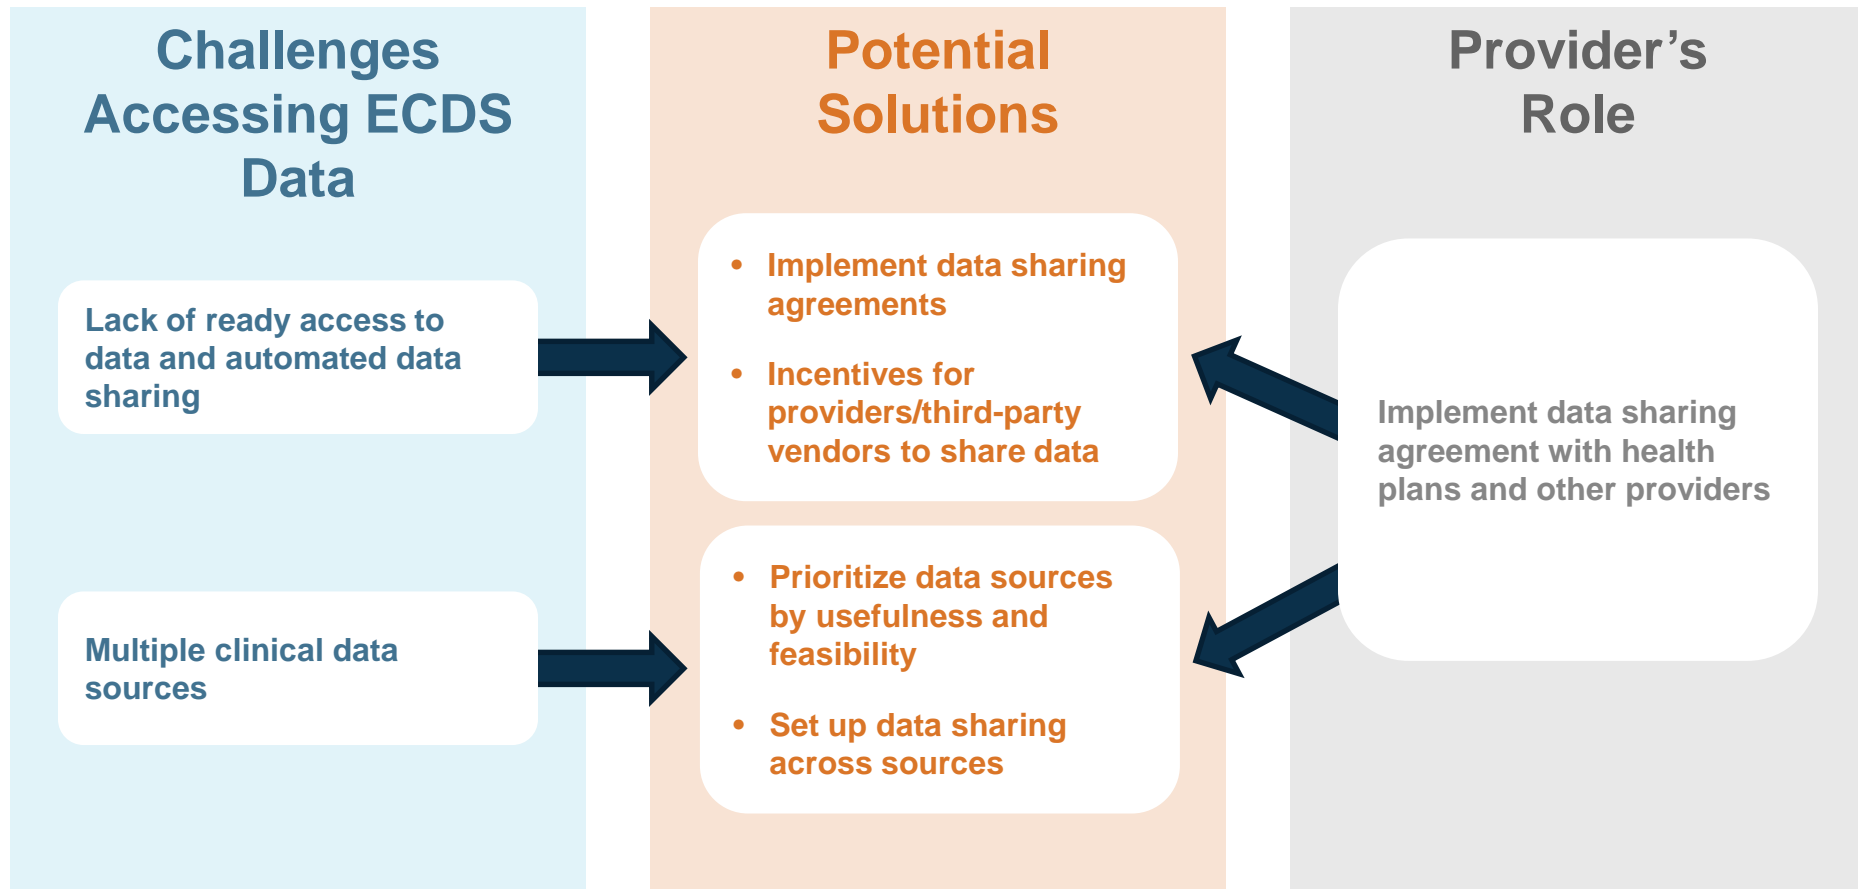 Challenges
Accessing ECDS
Data
Lack of ready access to
data and automated data
sharing
Multiple clinical data
sources
Potential
Solutions
• Implement data sharing
agreements
• Incentives for
providers/third-party
vendors to share data
• Prioritize data sources
by usefulness and
feasibility
• Set up data sharing
across sources
Provider’s
Role
Implement data sharing
agreement with health
plans and other providers